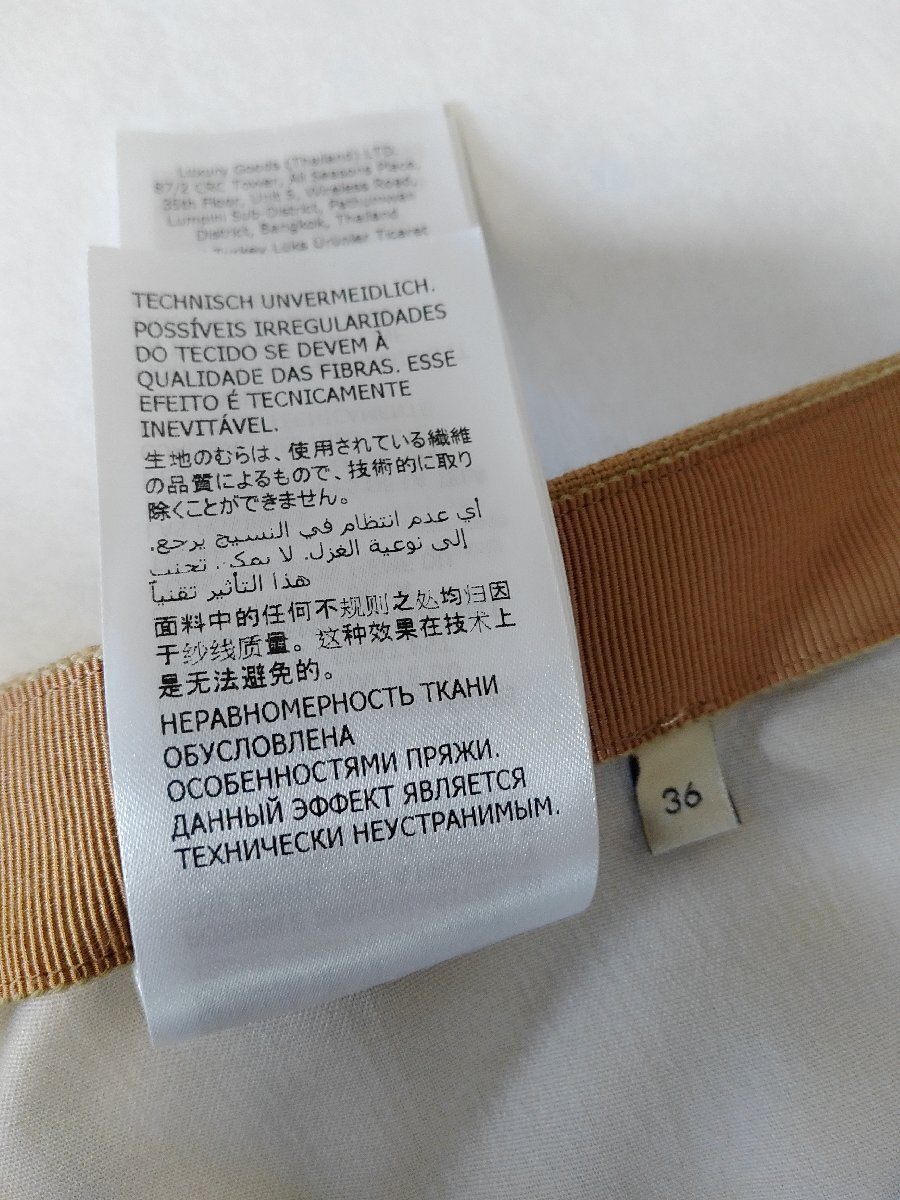 Luxury Goods (Thailand) LTD.
87/2 CRC Tower, All Seasons Place,
35th Floor, Unit 5, Wireless Road,
Lumpini Sub-District, Pathumwan
District, Bangkok, Thailand
Turkey Luks Ürünler Ticaret
TECHNISCH UNVERMEIDLICH.
POSSÍVEIS IRREGULARIDADES
DO TECIDO SE DEVEM À
QUALIDADE DAS FIBRAS. ESSE
EFEITO É TECNICAMENTE
INEVITÁVEL.
生地のむらは、使用されている繊維
の品質によるもので、技術的に取り
除くことができません。
أي عدم انتظام في النسيج يرجع.
إلى نوعية الغزل. لا يمكن. تجنب
هذا التأثير تقنياً
面料中的任何不规则之处均归因
于纱线质量。这种效果在技术上
是无法避免的。
НЕРАВНОМЕРНОСТЬ ТКАНИ
ОБУСЛОВЛЕНА
ОСОБЕННОСТЯМИ ПРЯЖИ.
ДАННЫЙ ЭФФЕКТ ЯВЛЯЕТСЯ
ТЕХНИЧЕСКИ НЕУСТРАНИМЫМ.
36